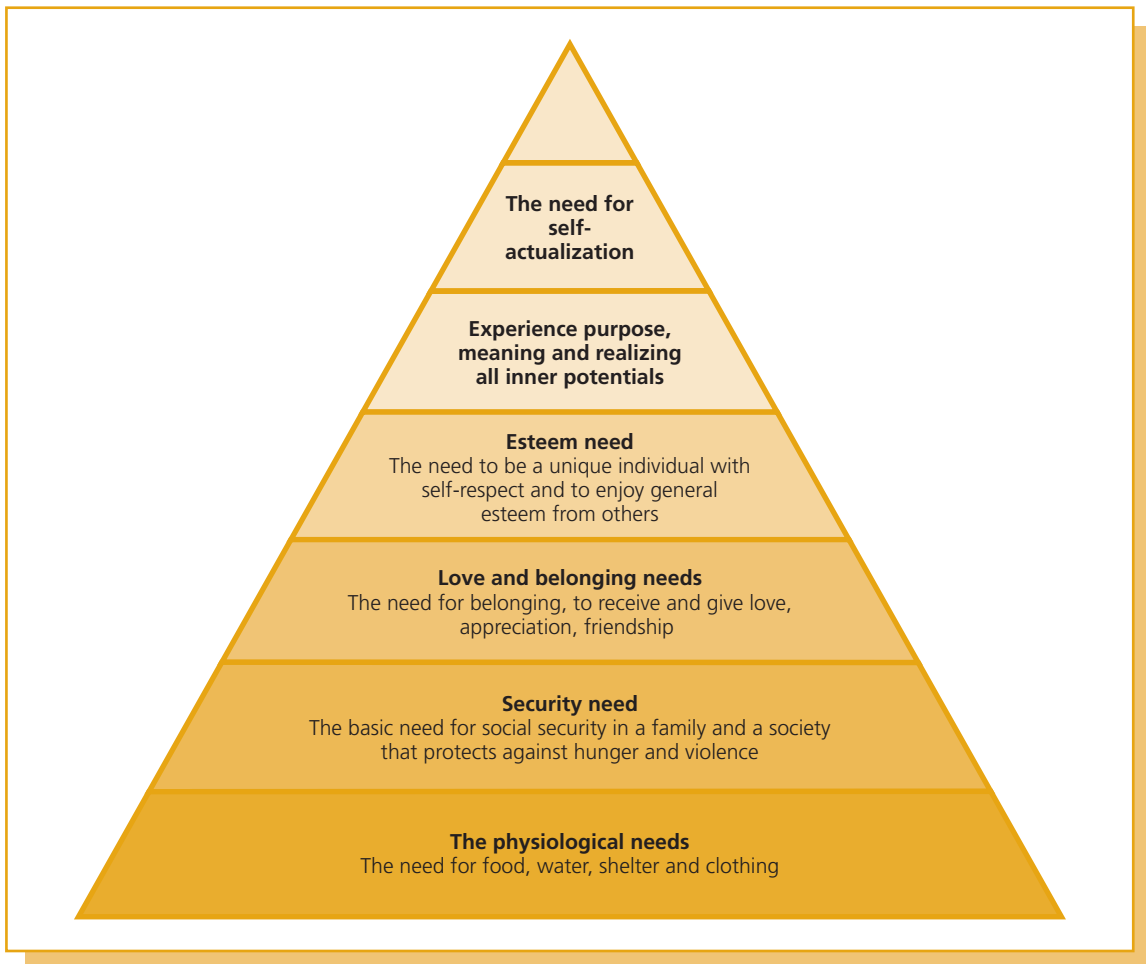 The need for
self-
actualization
Experience purpose,
meaning and realizing
all inner potentials
Esteem need
The need to be a unique individual with
self-respect and to enjoy general
esteem from others
Love and belonging needs
The need for belonging, to receive and give love,
appreciation, friendship
Security need
The basic need for social security in a family and a society
that protects against hunger and violence
The physiological needs
The need for food, water, shelter and clothing